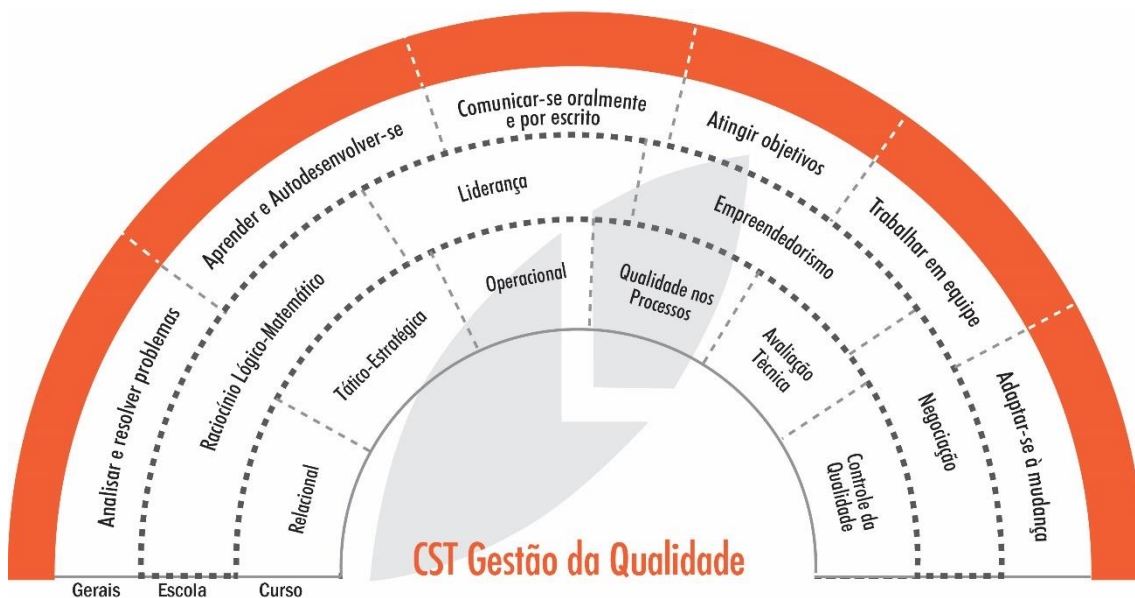 Analisar e resolver problemas
Aprender e Autodesenvolver-se
Comunicar-se oralmente
e por escrito
Atingir objetivos
Trabalhar em equipe
Adaptar-se à mudança
Raciocínio Lógico-Matemático
Liderança
Empreendedorismo
Negociação
Relacional
Tático-Estratégica
Operacional
Qualidade nos
Processos
Avaliação
Tècnica
Controle da
Qualidade
CST Gestão da Qualidade
Gerais
Escola
Curso